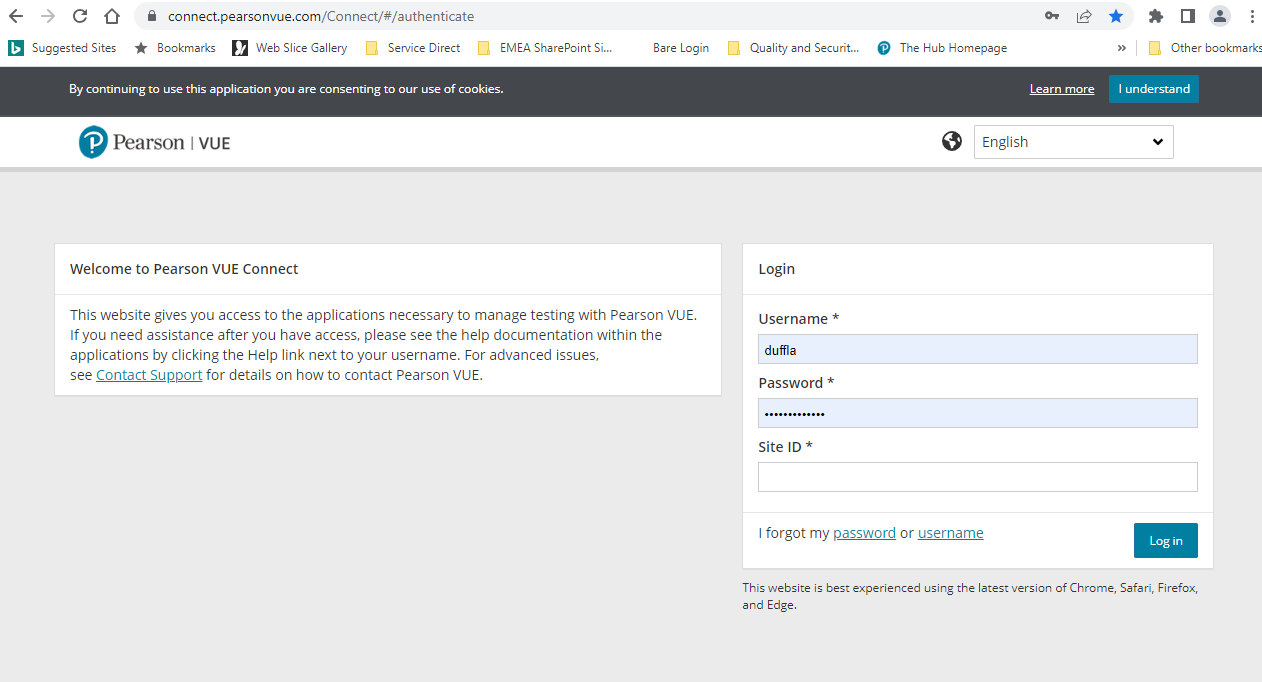 connect.pearsonvue.com/Connect/#/authenticate
Suggested Sites Bookmarks Web Slice Gallery Service Direct EMEA SharePoint Si... Bare Login Quality and Securit... The Hub Homepage » Other bookmarks
By continuing to use this application you are consenting to our use of cookies. Learn more I understand
Pearson | VUE English
Welcome to Pearson VUE Connect
This website gives you access to the applications necessary to manage testing with Pearson VUE.
If you need assistance after you have access, please see the help documentation within the
applications by clicking the Help link next to your username. For advanced issues,
see Contact Support for details on how to contact Pearson VUE.
Login
Username *
duffla
Password *
•••••••••••••
Site ID *
I forgot my password or username
Log in
This website is best experienced using the latest version of Chrome, Safari, Firefox,
and Edge.